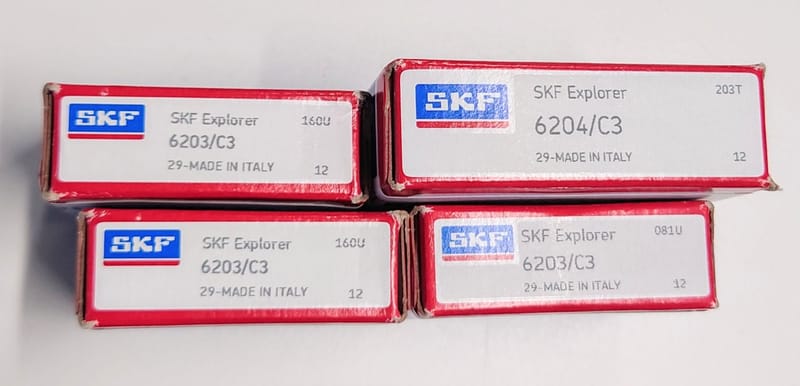 SKF
SKF Explorer 160U
6203/C3
29-MADE IN ITALY 12
SKF
SKF Explorer 203T
6204/C3
29-MADE IN ITALY 12
SKF
SKF Explorer 160U
6203/C3
29-MADE IN ITALY 12
SKF
SKF Explorer 081U
6203/C3
29-MADE IN ITALY 12